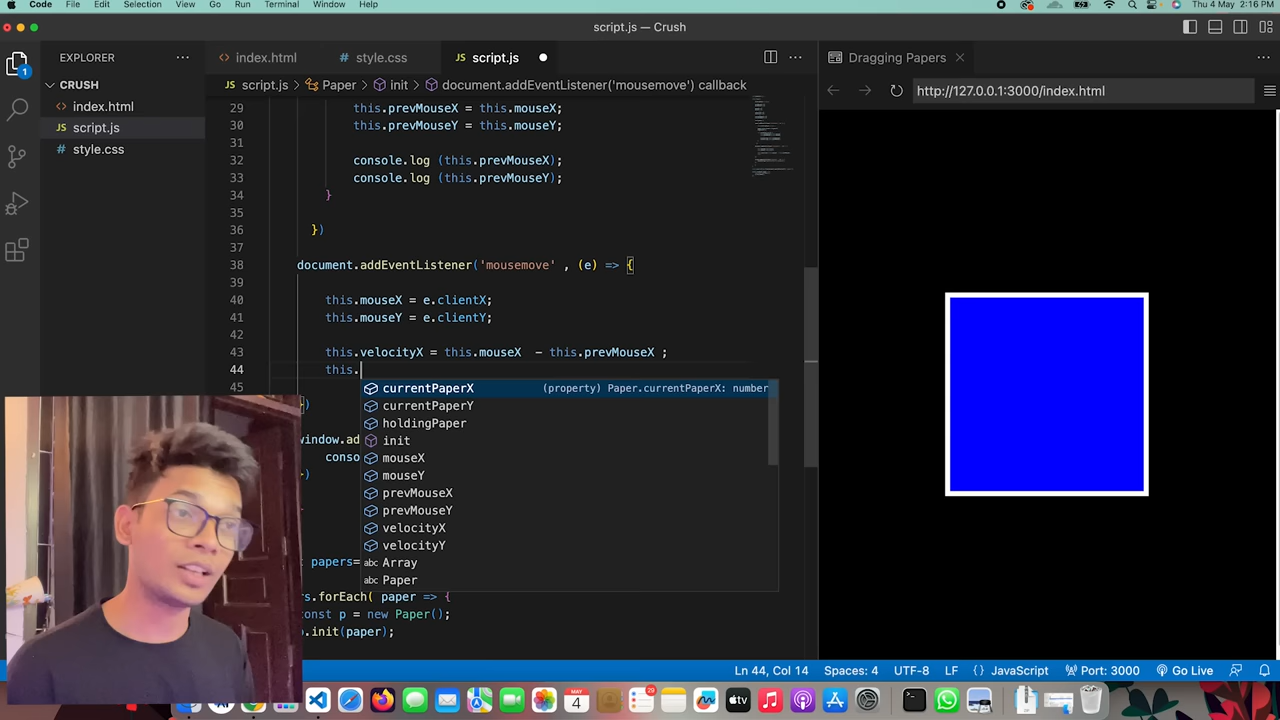 Code File Edit Selection View Go Run Terminal Window Help Thu 4 May 2:16 PM
script.js — Crush
EXPLORER
index.html
style.css
script.js
Dragging Papers
CRUSH
script.js > Paper > init > document.addEventListener('mousemove') callback
http://127.0.0.1:3000/index.html
1
index.html
script.js
style.css
29 this.prevMouseX = this.mouseX;
30 this.prevMouseY = this.mouseY;
31
32 console.log (this.prevMouseX);
33 console.log (this.prevMouseY);
34 }
35
36 })
37
38 document.addEventListener('mousemove' , (e) => {
39
40 this.mouseX = e.clientX;
41 this.mouseY = e.clientY;
42
43 this.velocityX = this.mouseX - this.prevMouseX ;
44 this.
45
currentPaperX (property) Paper.currentPaperX: number
currentPaperY
holdingPaper
init
mouseX
mouseY
prevMouseX
prevMouseY
velocityX
velocityY
Array
Paper
})
window.ad
conso
})
t papers=
rs.forEach( paper => {
const p = new Paper();
p.init(paper);
Ln 44, Col 14 Spaces: 4 UTF-8 LF {} JavaScript Port: 3000 Go Live
MAY
4
29
tv